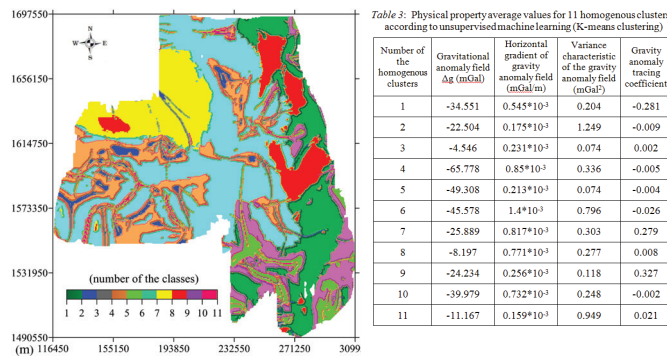 1697550
1656150
1614750
1573350
1531950
1490550
(m)
N
W E
S
(number of the classes)
1 2 3 4 5 6 7 8 9 10 11
116450 155150 193850 232550 271250 3099
Table 3: Physical property average values for 11 homogenous clusters
according to unsupervised machine learning (K-means clustering)
Number of the homogenous clusters
Gravitational anomaly field Δg (mGal)
Horizontal gradient of gravity anomaly field (mGal/m)
Variance characteristic of the gravity anomaly field (mGal²)
Gravity anomaly tracing coefficient
1 -34.551 0.545*10⁻³ 0.204 -0.281
2 -22.504 0.175*10⁻³ 1.249 -0.009
3 -4.546 0.231*10⁻³ 0.074 0.002
4 -65.778 0.85*10⁻³ 0.336 -0.005
5 -49.308 0.213*10⁻³ 0.074 -0.004
6 -45.578 1.4*10⁻³ 0.796 -0.026
7 -25.889 0.817*10⁻³ 0.303 0.279
8 -8.197 0.771*10⁻³ 0.277 0.008
9 -24.234 0.256*10⁻³ 0.118 0.327
10 -39.979 0.732*10⁻³ 0.248 -0.002
11 -11.167 0.159*10⁻³ 0.949 0.021